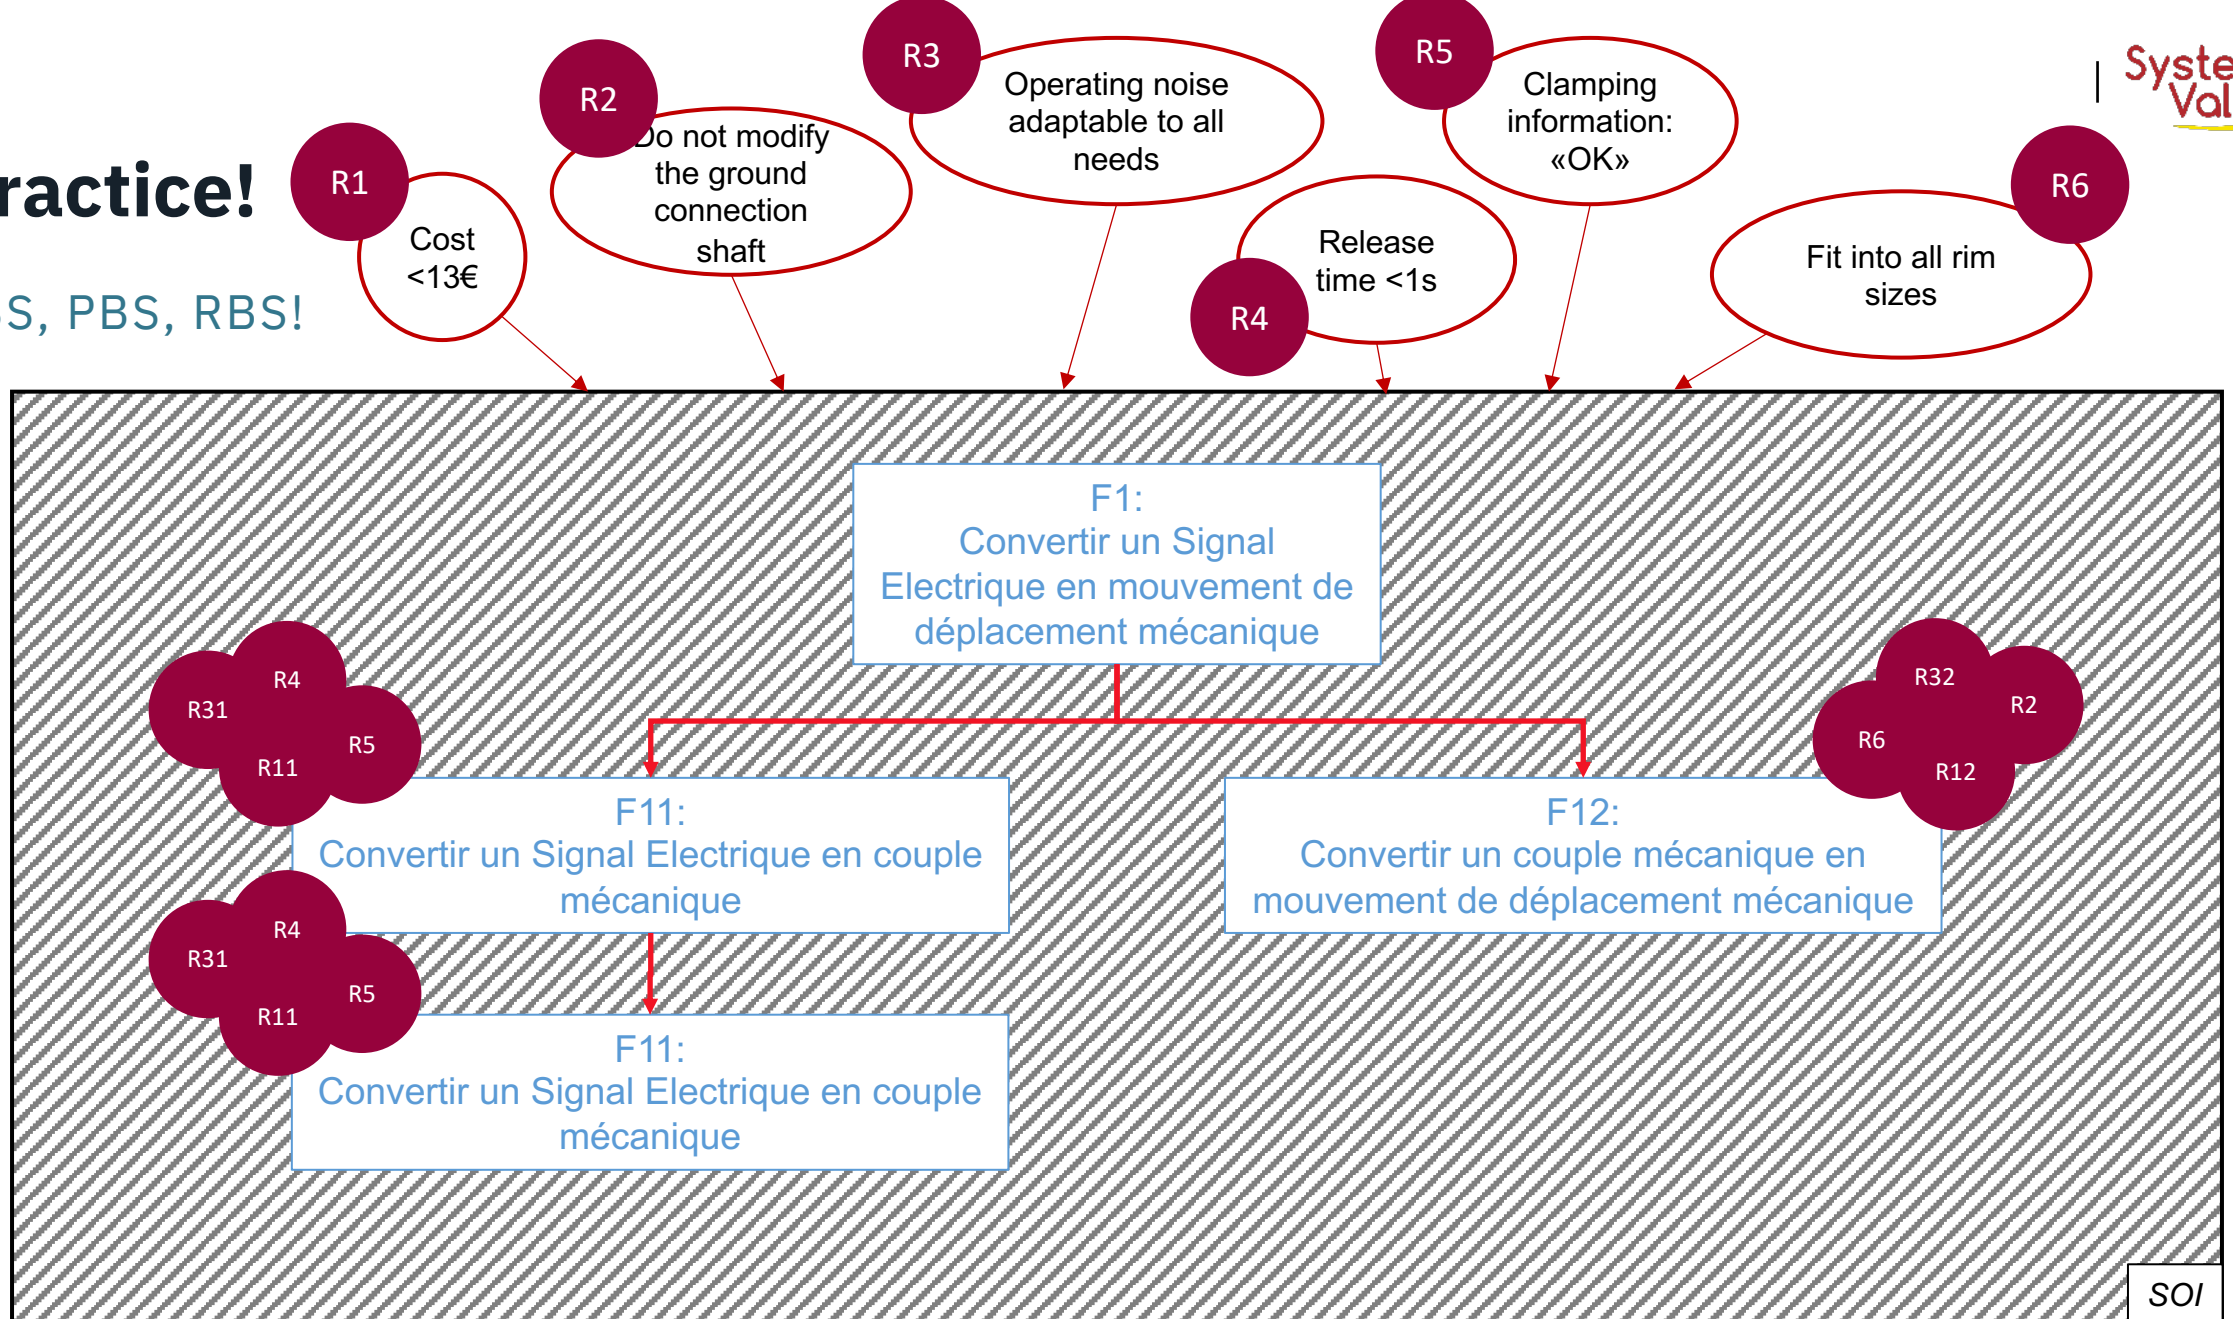 R1
R2
R3
R5
R4
R6
Syste
Val
ractice!
S, PBS, RBS!
Cost
<13€
Do not modify
the ground
connection
shaft
Operating noise
adaptable to all
needs
Release
time <1s
Clamping
information:
«OK»
Fit into all rim
sizes
F1:
Convertir un Signal
Electrique en mouvement de
déplacement mécanique
R31
R4
R5
R11
F11:
Convertir un Signal Electrique en couple
mécanique
R32
R2
R6
R12
F12:
Convertir un couple mécanique en
mouvement de déplacement mécanique
R31
R4
R5
R11
F11:
Convertir un Signal Electrique en couple
mécanique
SOI